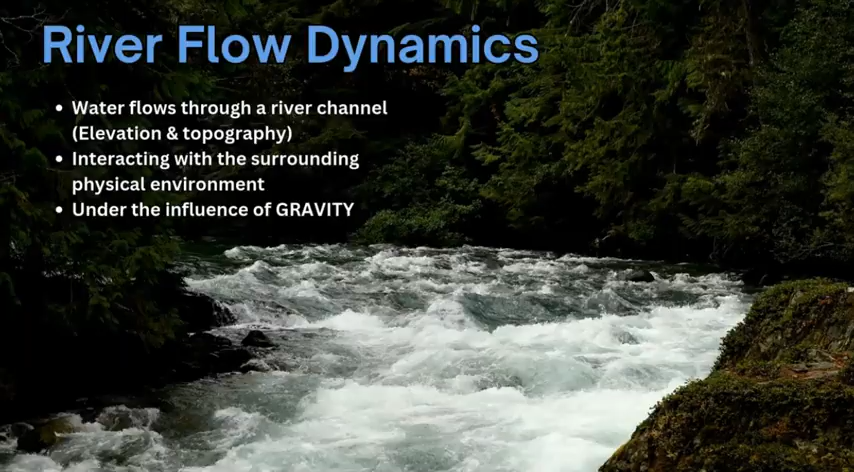 River Flow Dynamics
• Water flows through a river channel
(Elevation & topography)
• Interacting with the surrounding
physical environment
• Under the influence of GRAVITY